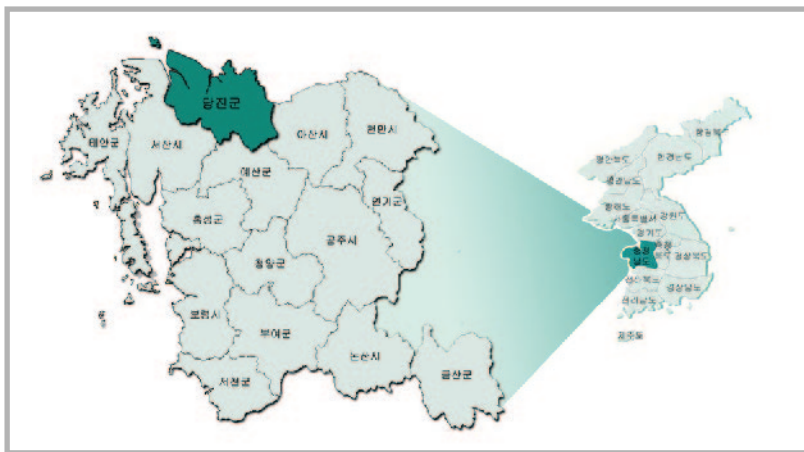 당진군
태안군
서산시
아산시
천안시
예산군
연기군
홍성군
공주시
청양군
보령시
부여군
논산시
서천군
금산군
함경북도
평안북도
함경남도
평안남도
황해도
강원도
경기도
충청
남도
경상북도
전라북도
경상남도
전라남도
제주도